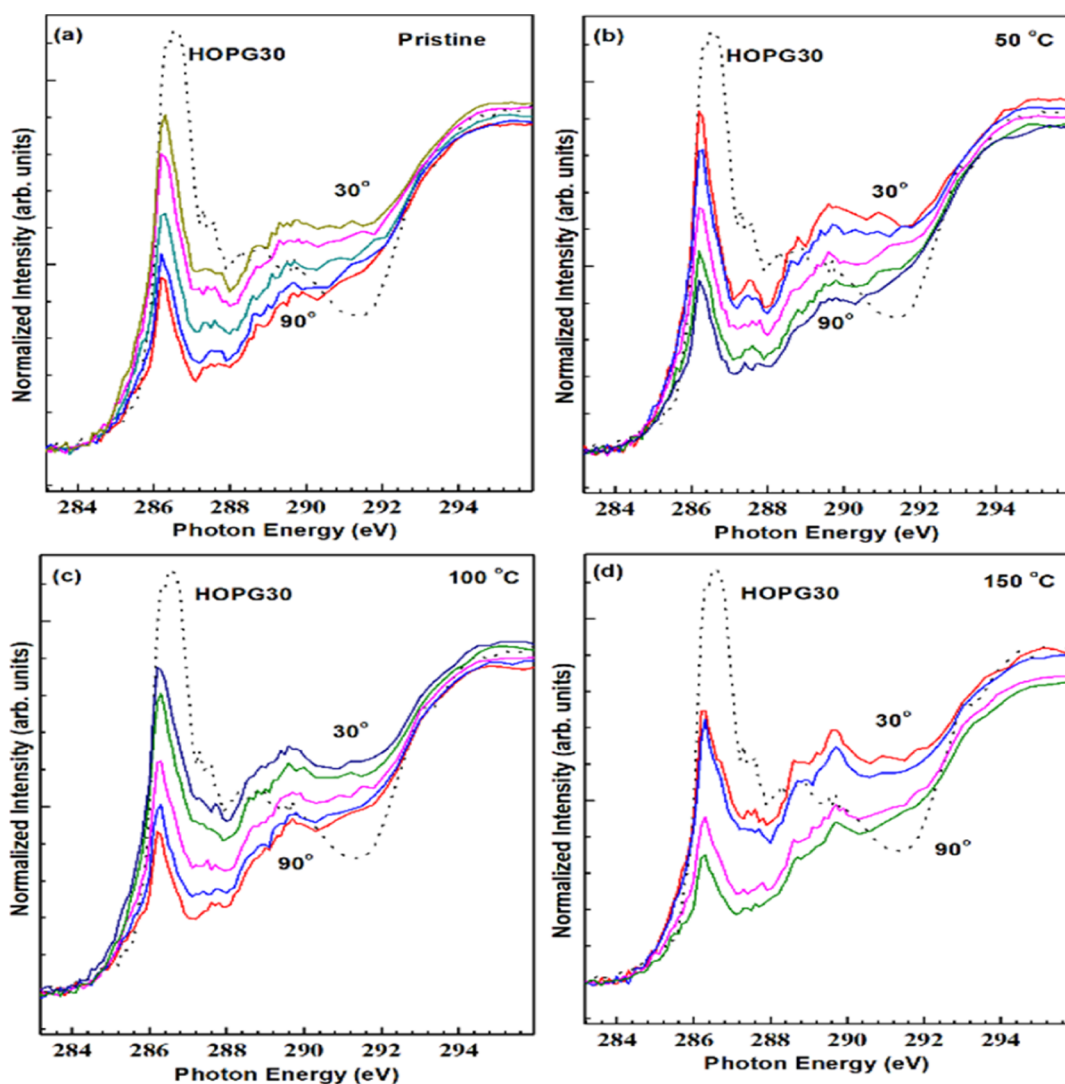 (a)
Pristine
HOPG30
30°
90°
Normalized Intensity (arb. units)
284 286 288 290 292 294
Photon Energy (eV)
(b)
50 °C
HOPG30
30°
90°
Normalized Intensity (arb. units)
284 286 288 290 292 294
Photon Energy (eV)
(c)
100 °C
HOPG30
30°
90°
Normalized Intensity (arb. units)
284 286 288 290 292 294
Photon Energy (eV)
(d)
150 °C
HOPG30
30°
90°
Normalized Intensity (arb. units)
284 286 288 290 292 294
Photon Energy (eV)